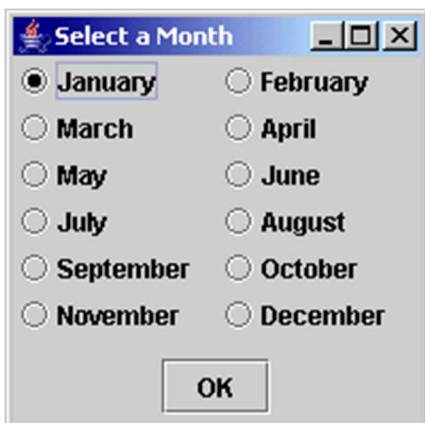 Select a Month
January February
March April
May June
July August
September October
November December
OK